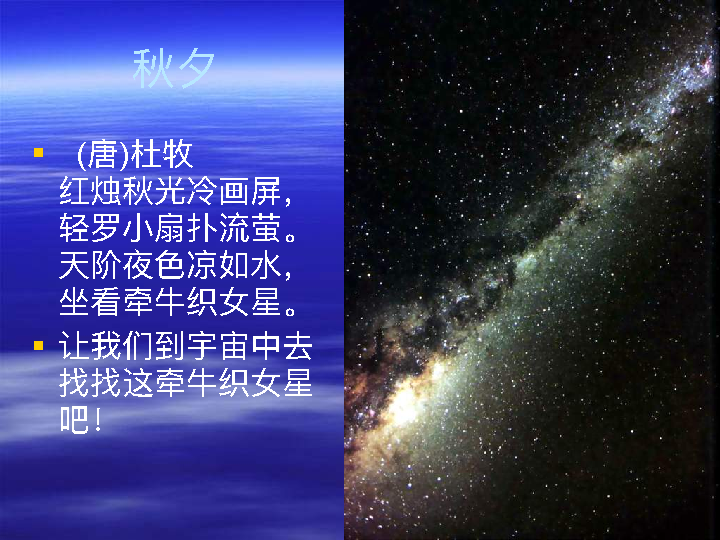 秋夕
(唐)杜牧
红烛秋光冷画屏，
轻罗小扇扑流萤。
天阶夜色凉如水，
坐看牵牛织女星。
让我们到宇宙中去
找找这牵牛织女星
吧！